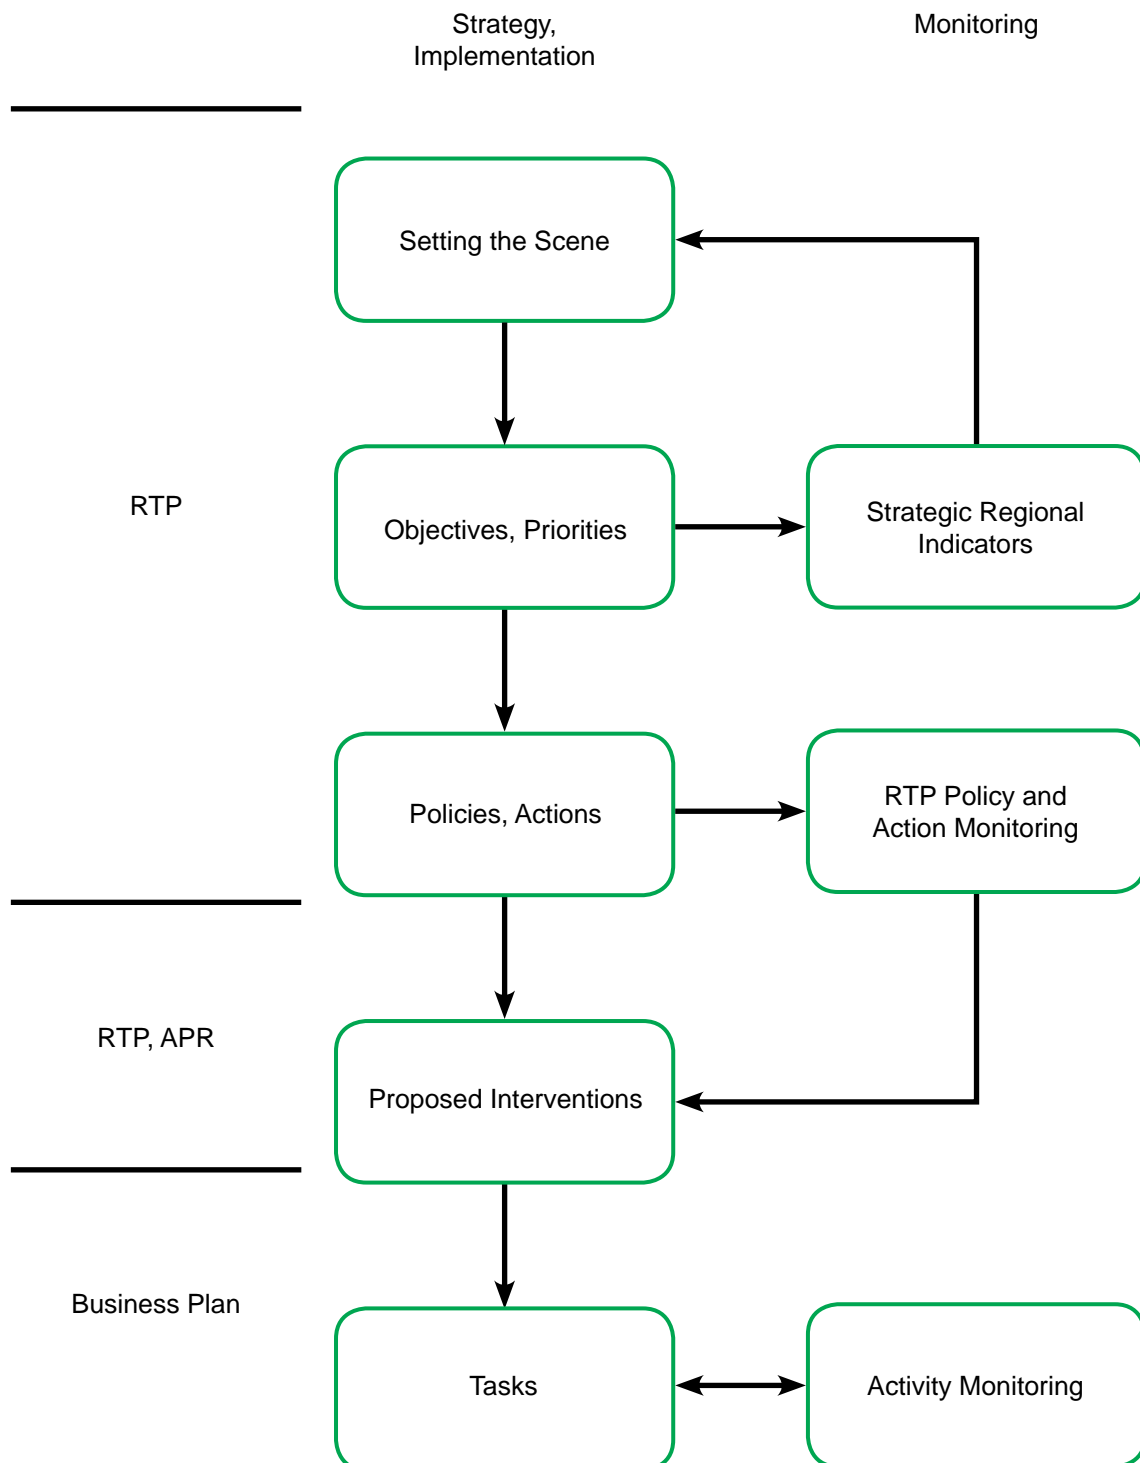 Strategy,
Implementation
Monitoring
Setting the Scene
RTP
Objectives, Priorities
Strategic Regional
Indicators
Policies, Actions
RTP Policy and
Action Monitoring
RTP, APR
Proposed Interventions
Business Plan
Tasks
Activity Monitoring